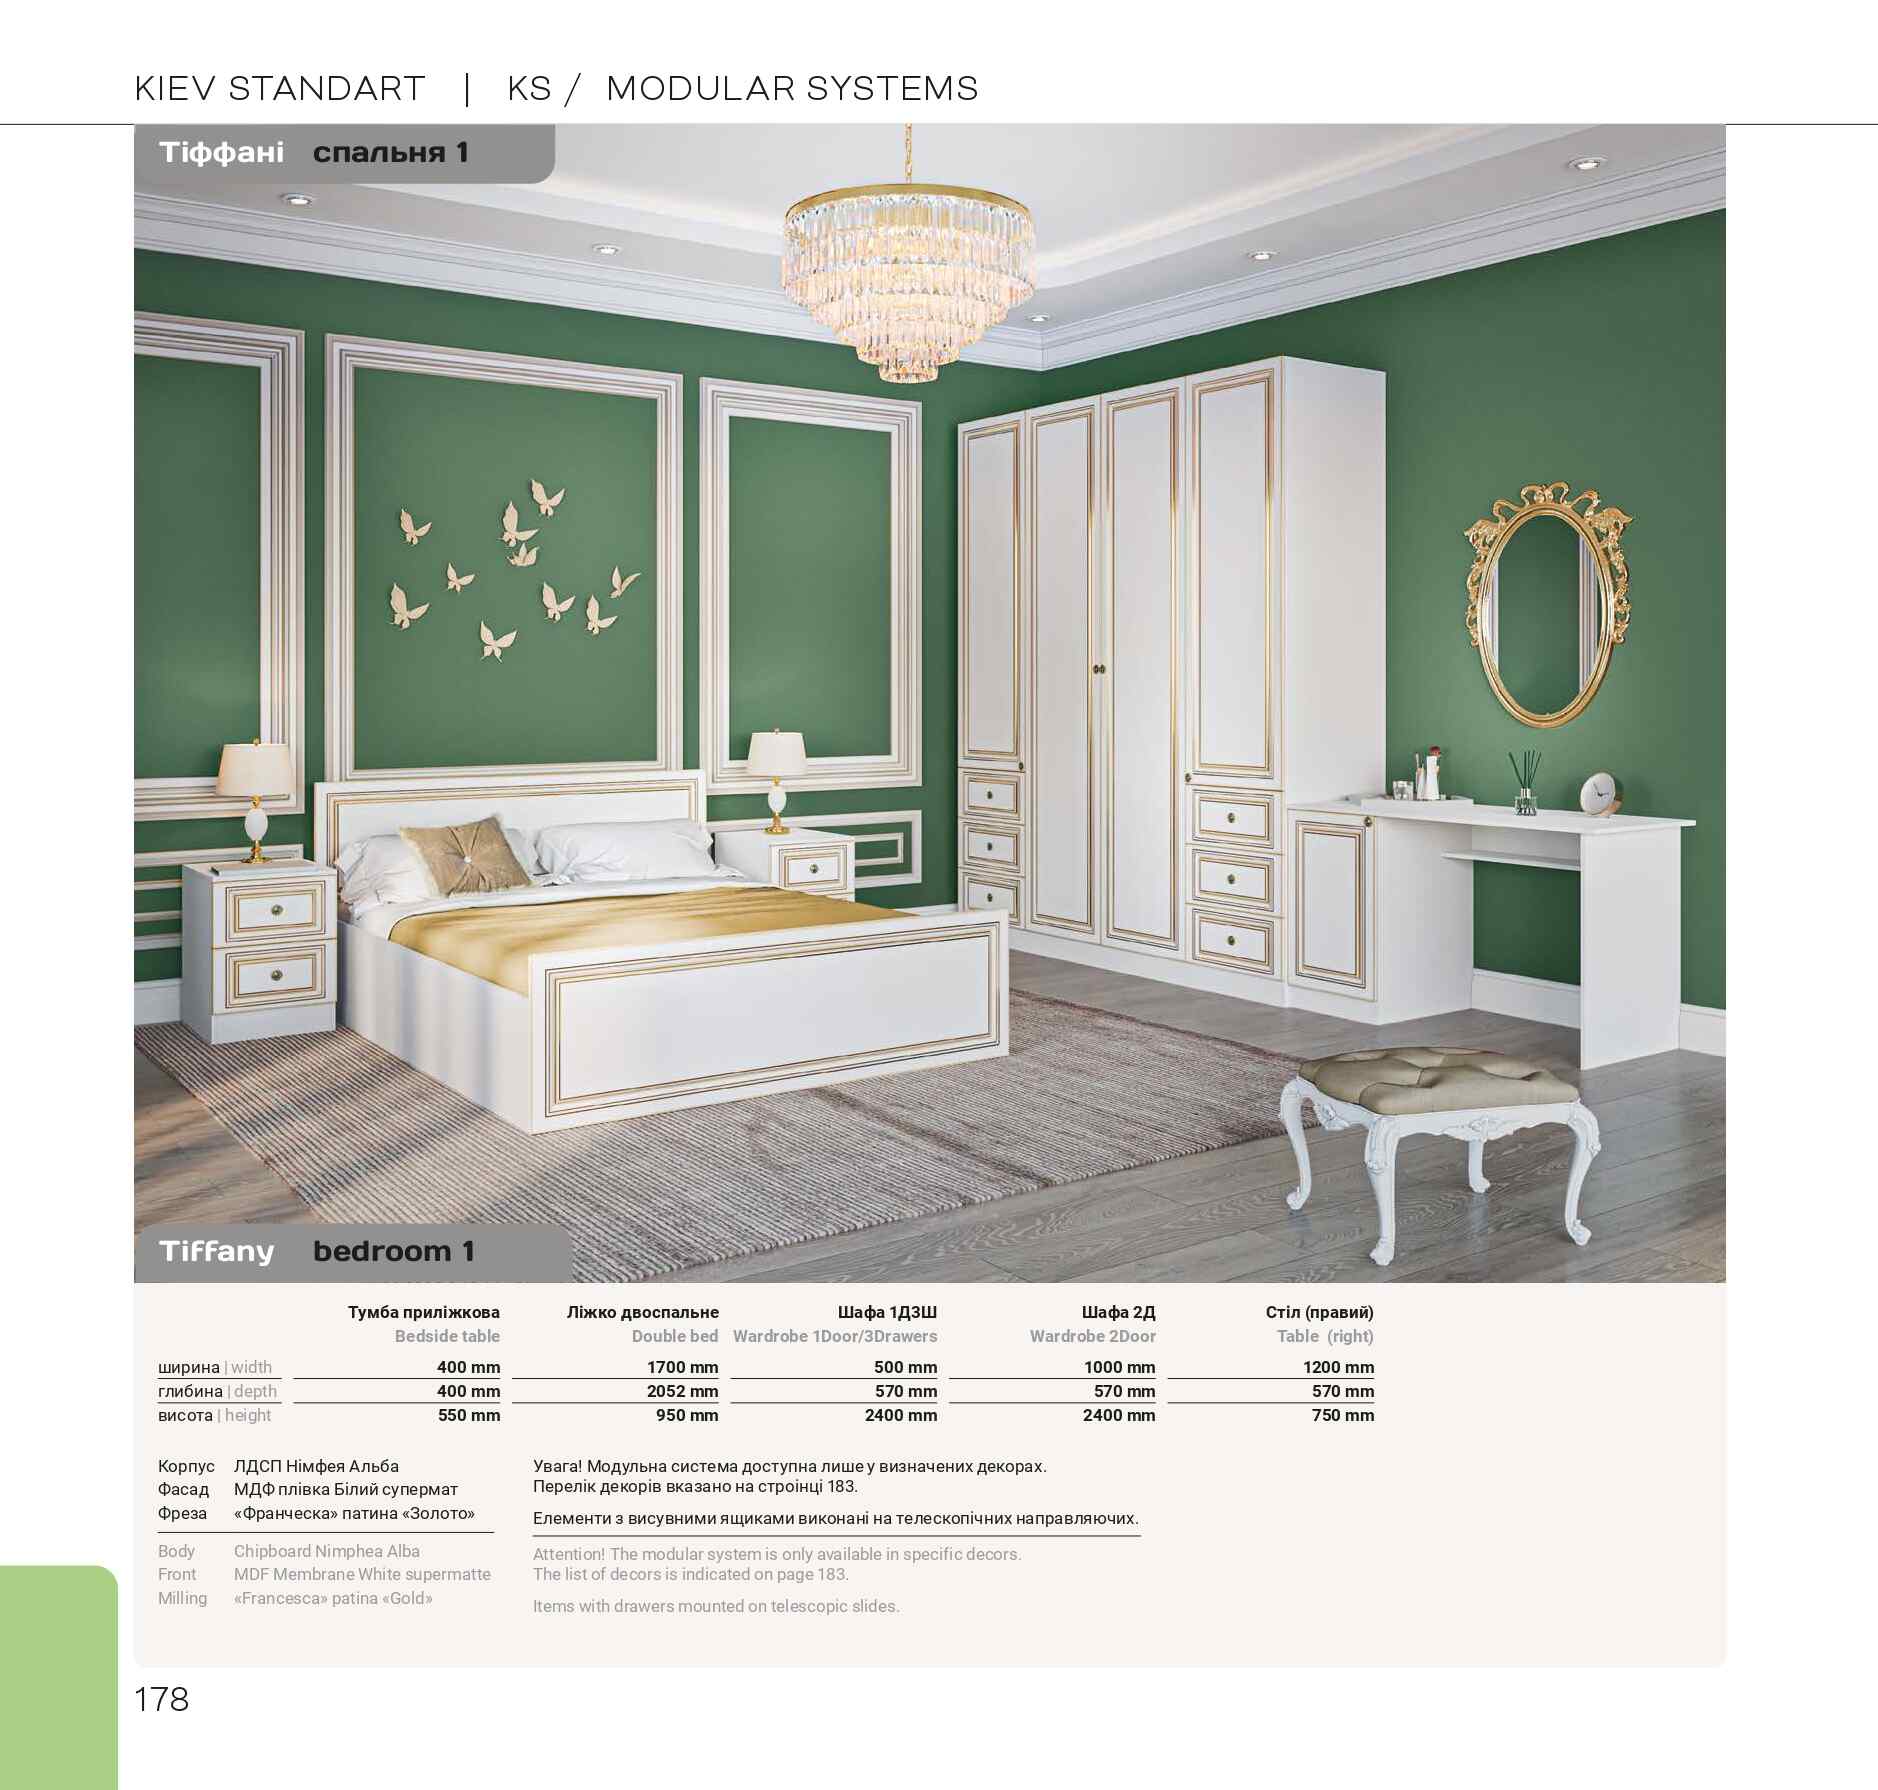 KIEV STANDART | KS / MODULAR SYSTEMS
Тіффані спальня 1
Tiffany bedroom 1
Тумба приліжкова Ліжко двоспальне Шафа 1Д3Ш Шафа 2Д Стіл (правий)
Bedside table Double bed Wardrobe 1Door/3Drawers Wardrobe 2Door Table (right)
ширина | width 400 mm 1700 mm 500 mm 1000 mm 1200 mm
глибина | depth 400 mm 2052 mm 570 mm 570 mm 570 mm
висота | height 550 mm 950 mm 2400 mm 2400 mm 750 mm
Корпус ЛДСП Німфея Альба
Фасад МДФ плівка Білий супермат
Фреза «Франческа» патина «Золото»
Body Chipboard Nimphea Alba
Front MDF Membrane White supermatte
Milling «Francesca» patina «Gold»
Увага! Модульна система доступна лише у визначених декорах.
Перелік декорів вказано на строінці 183.
Елементи з висувними ящиками виконані на телескопічних направляючих.
Attention! The modular system is only available in specific decors.
The list of decors is indicated on page 183.
Items with drawers mounted on telescopic slides.
178